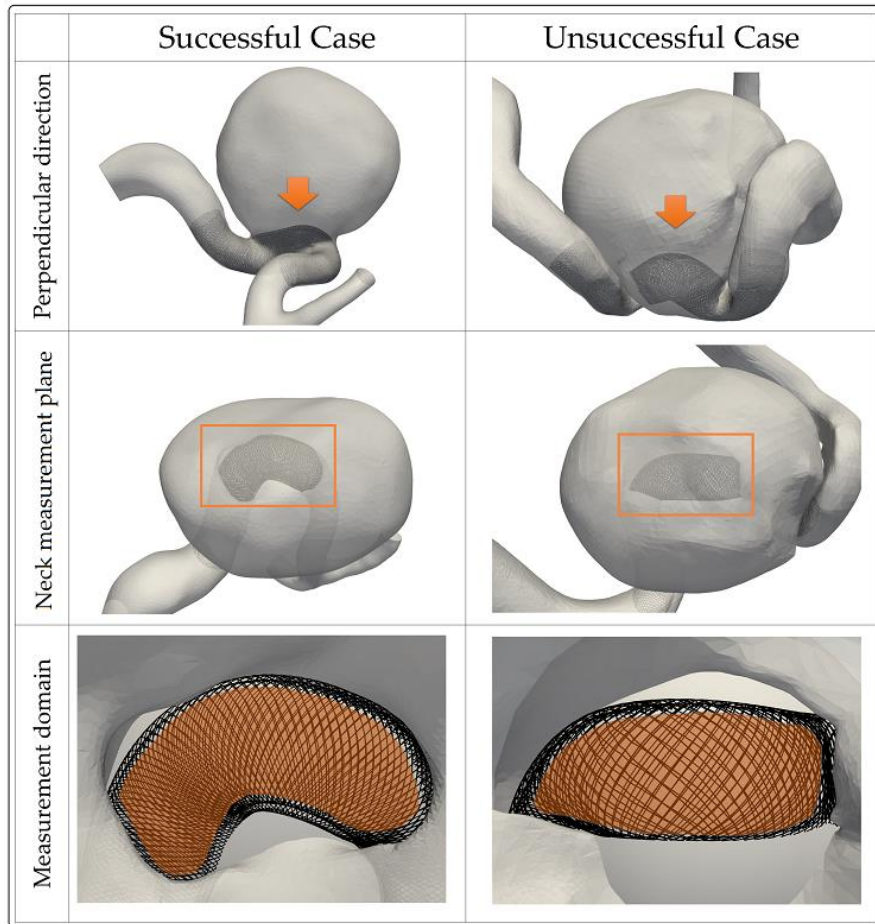 Successful Case
Unsuccessful Case
Perpendicular direction
Neck measurement plane
Measurement domain